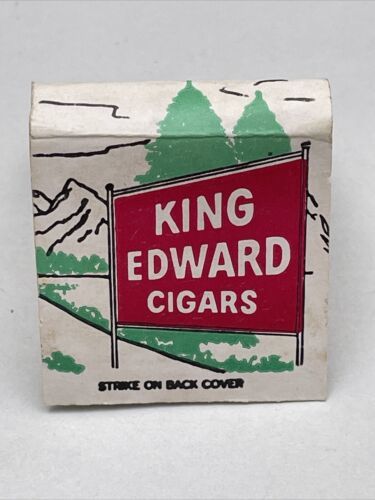 KING
EDWARD
CIGARS
STRIKE ON BACK COVER